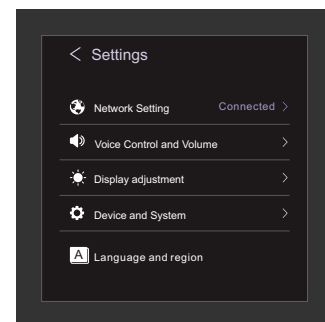 Settings
Network Setting Connected
Voice Control and Volume
Display adjustment
Device and System
A Language and region